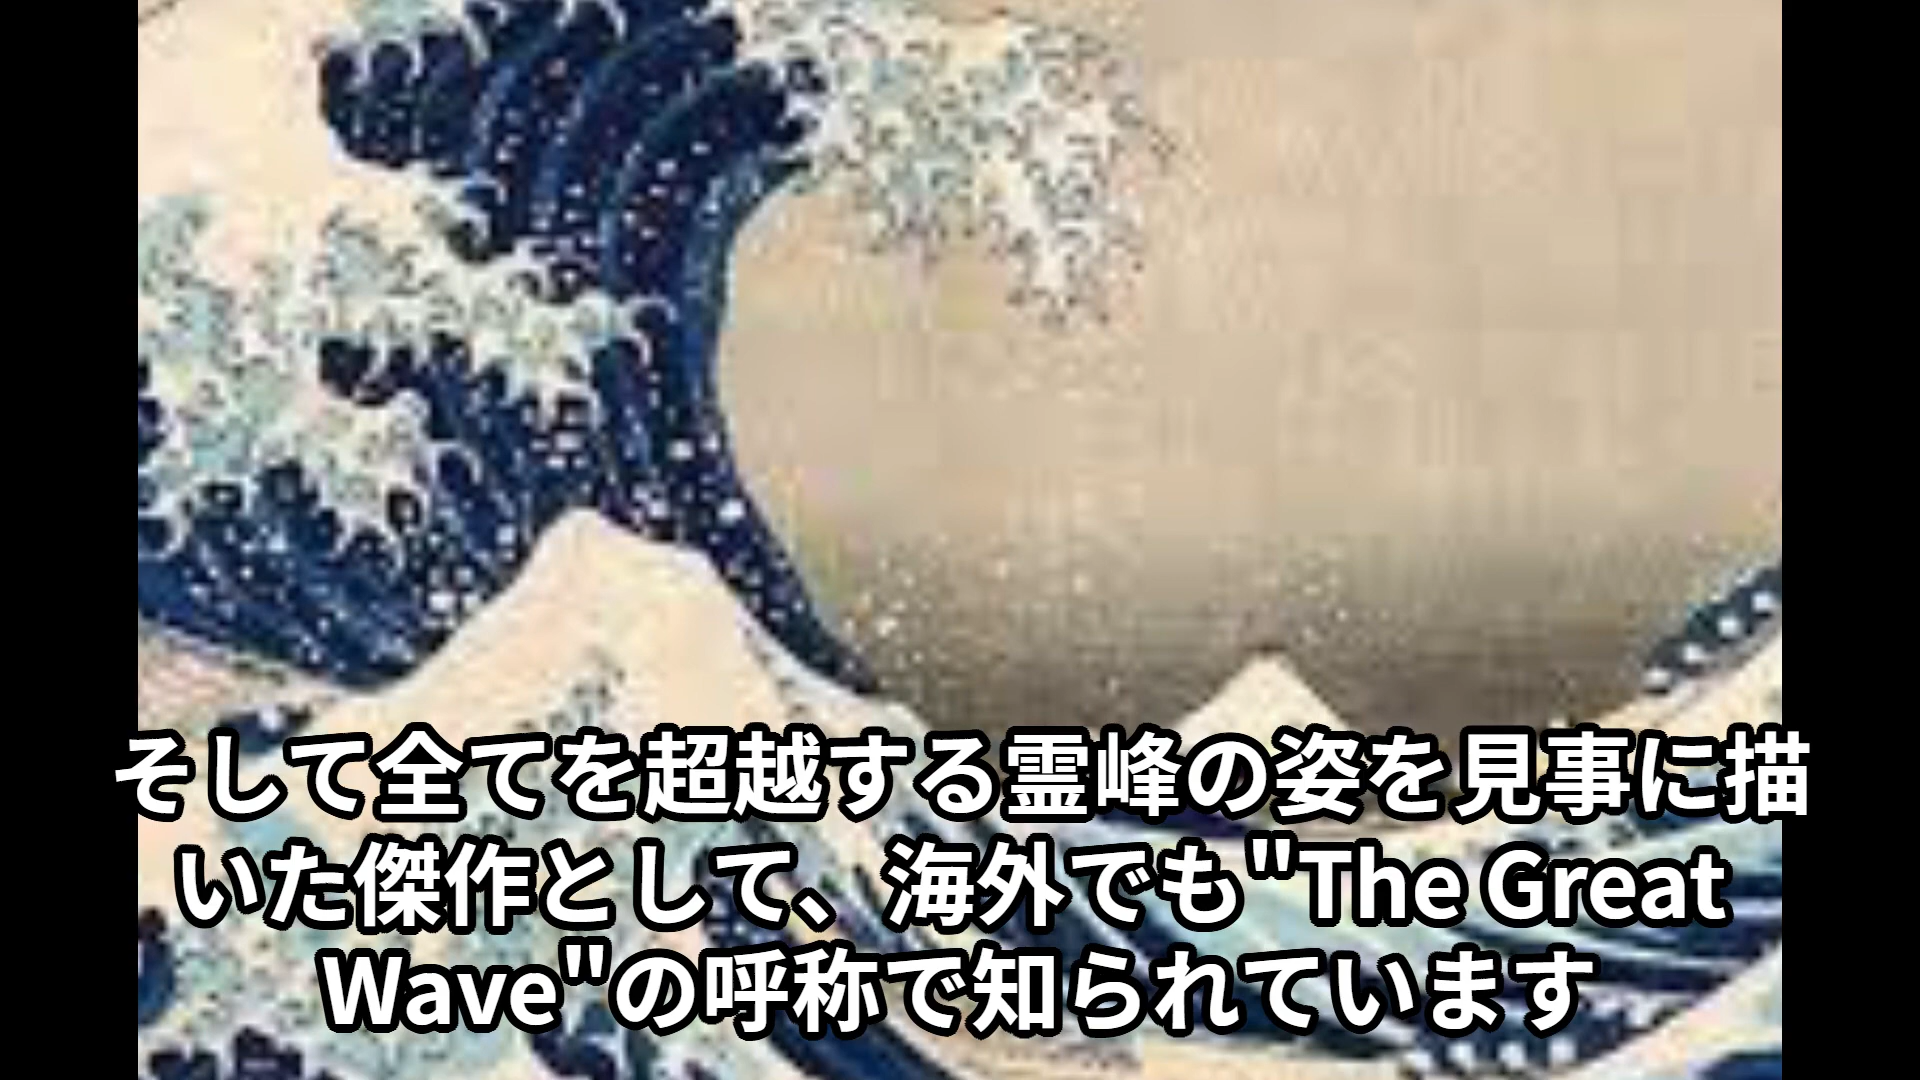 そして全てを超越する霊峰の姿を見事に描
いた傑作として、海外でも"The Great
Wave"の呼称で知られています